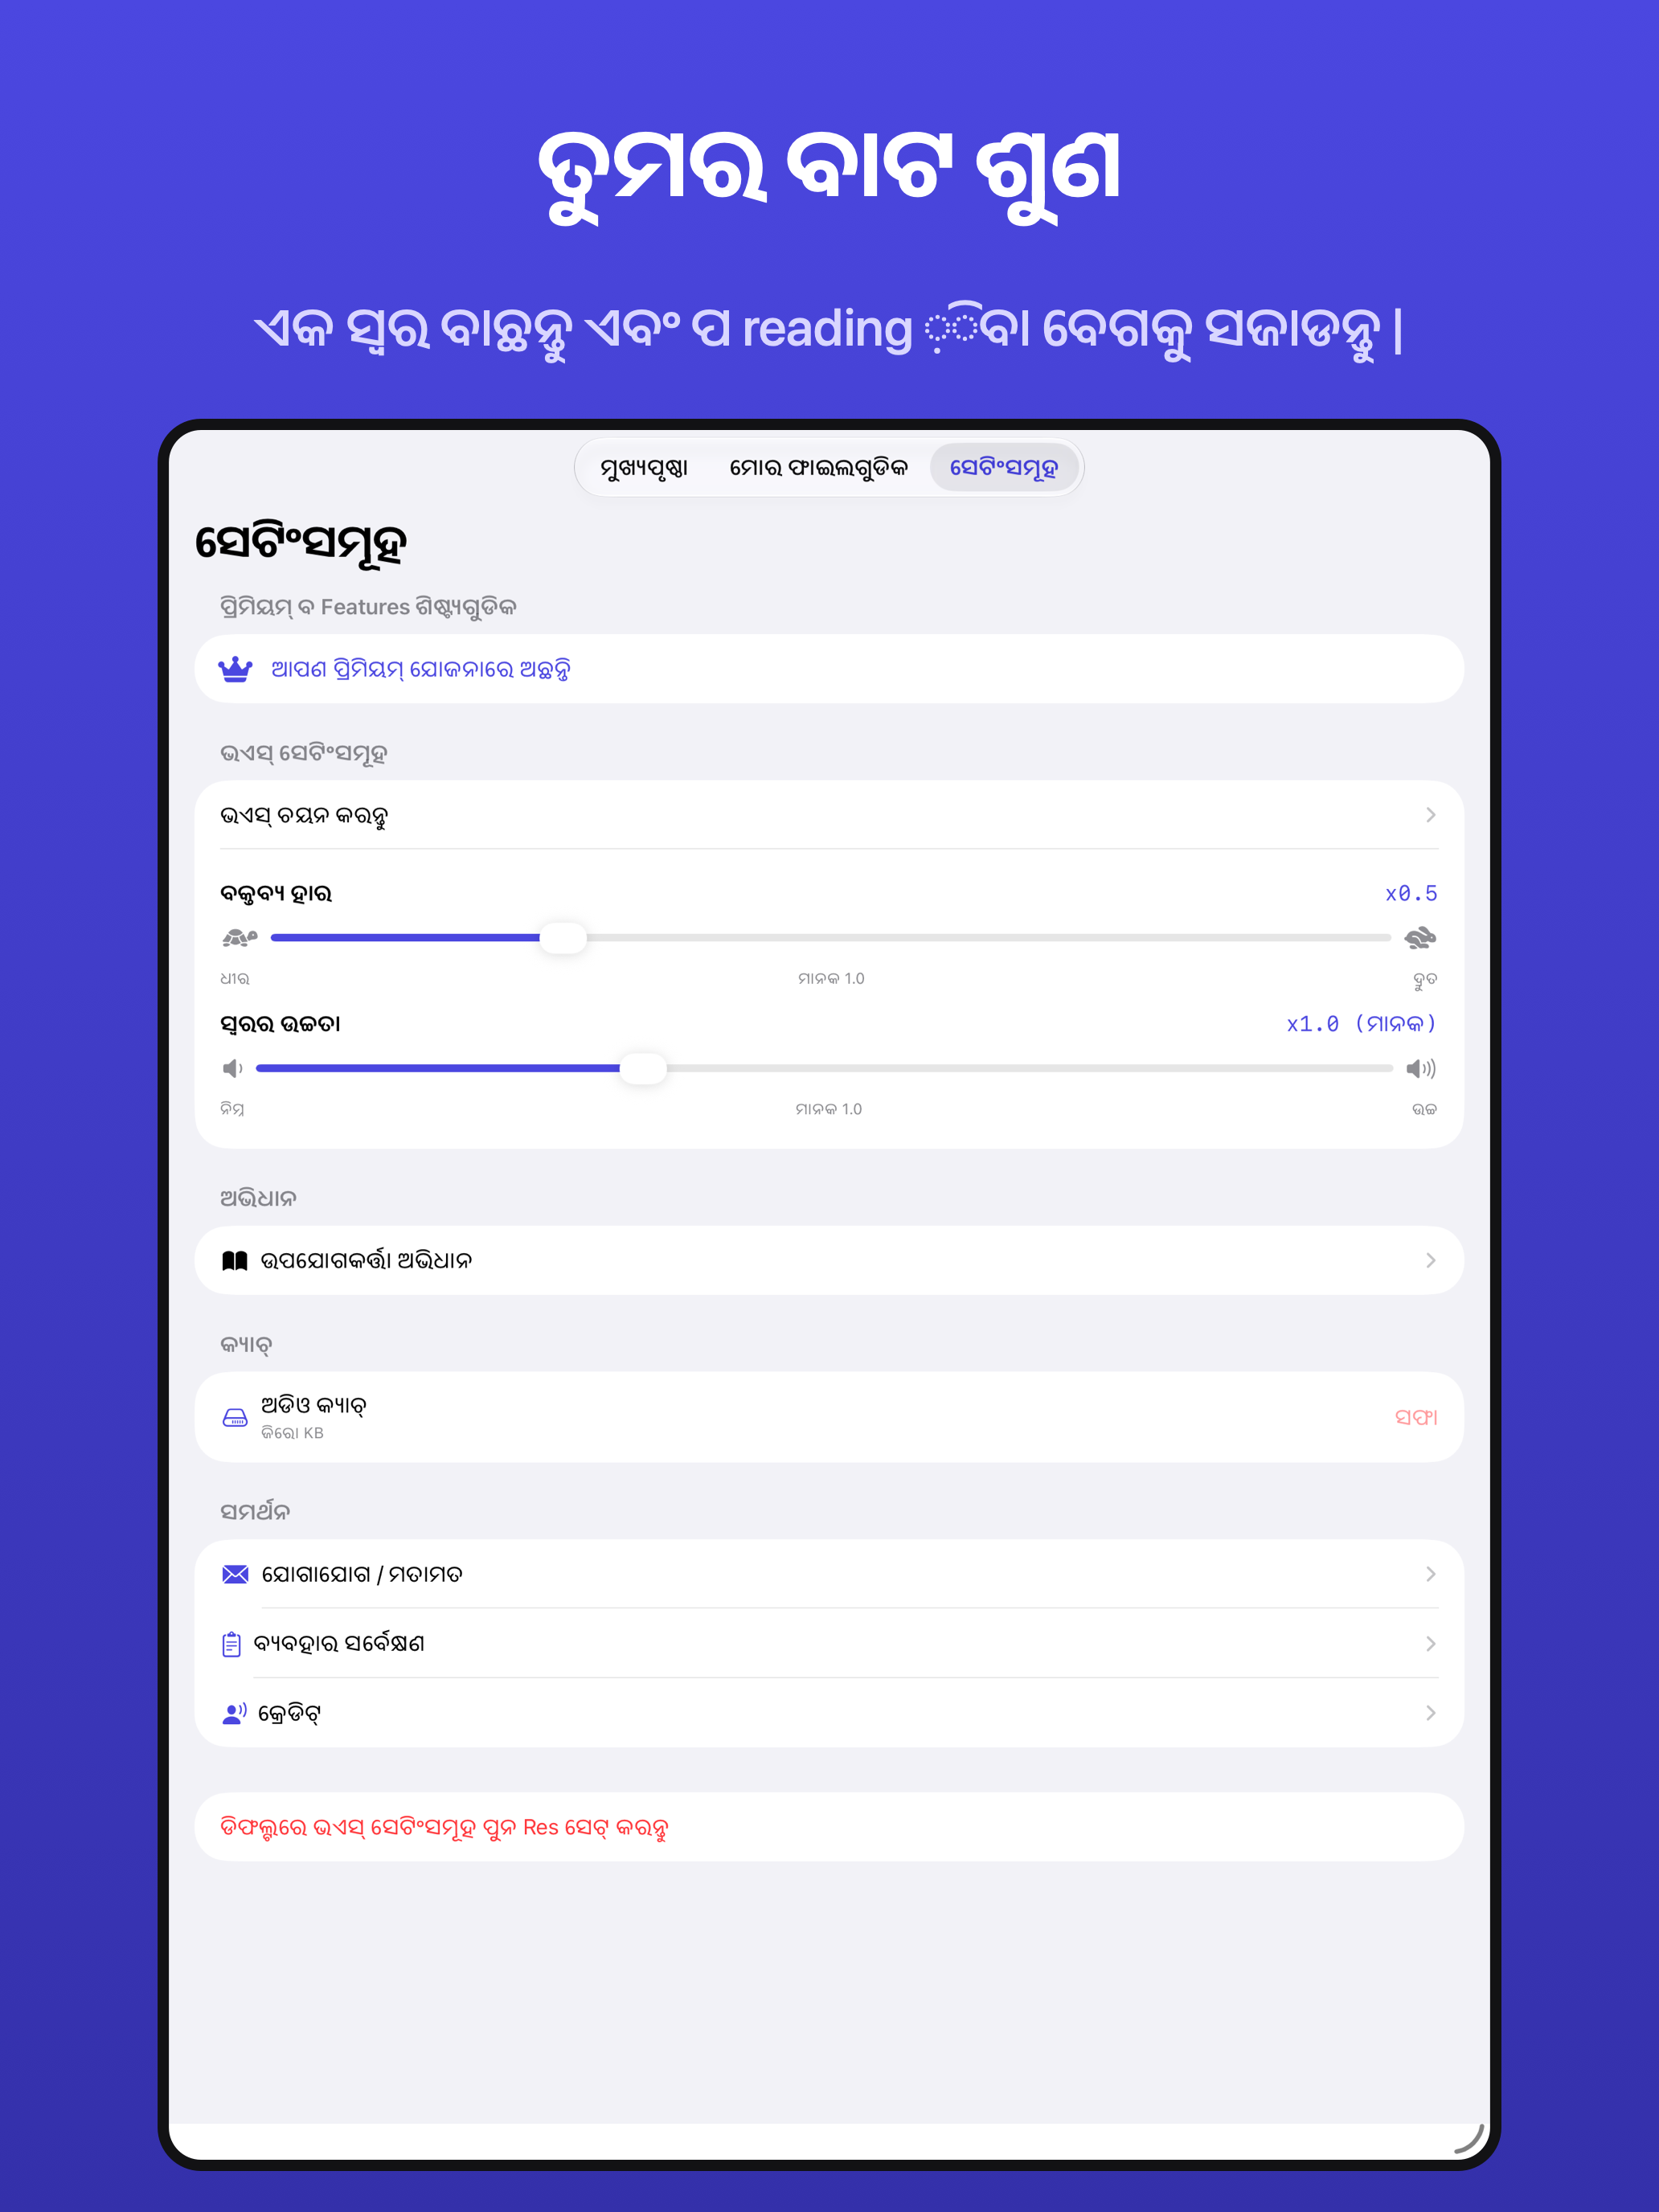 ତୁମର ବାଟ ଶୁଣ
ଏକ ସ୍ୱର ବାଛନ୍ତୁ ଏବଂ ପ reading ଼ିବା ବେଗକୁ ସଜାଡନ୍ତୁ |
ମୁଖ୍ୟପୃଷ୍ଠା ମୋର ଫାଇଲଗୁଡିକ ସେଟିଂସମୂହ
ସେଟିଂସମୂହ
ପ୍ରିମିୟମ୍ ବ Features ଶିଷ୍ଟ୍ୟଗୁଡିକ
ଆପଣ ପ୍ରିମିୟମ୍ ଯୋଜନାରେ ଅଛନ୍ତି
ଭଏସ୍ ସେଟିଂସମୂହ
ଭଏସ୍ ଚୟନ କରନ୍ତୁ
ବକ୍ତବ୍ୟ ହାର x0.5
ଧୀର ମାନକ 1.0 ଦ୍ରୁତ
ସ୍ୱରର ଉଚ୍ଚତା x1.0 (ମାନକ)
ନିମ୍ନ ମାନକ 1.0 ଉଚ୍ଚ
ଅଭିଧାନ
ଉପଯୋଗକର୍ତ୍ତା ଅଭିଧାନ
କ୍ୟାଚ୍
ଅଡିଓ କ୍ୟାଚ୍
କିରୋ KB ସଫା
ସମର୍ଥନ
ଯୋଗାଯୋଗ / ମତାମତ
ବ୍ୟବହାର ସର୍ବେକ୍ଷଣ
କ୍ରେଡିଟ୍
ଡିଫଲ୍ଟରେ ଭଏସ୍ ସେଟିଂସମୂହ ପୁନ Res ସେଟ୍ କରନ୍ତୁ